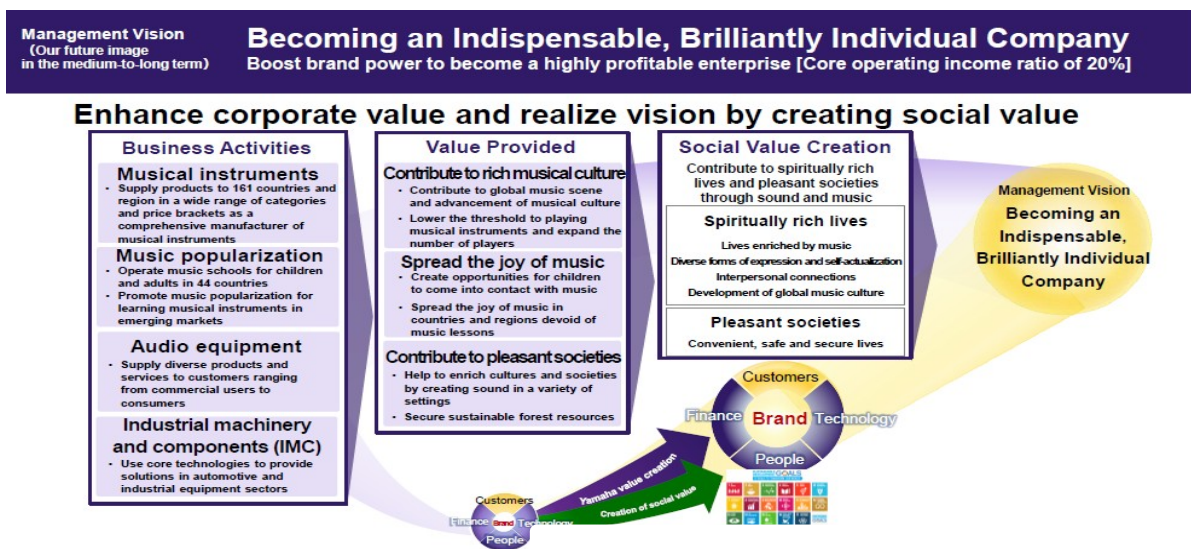 Management Vision
(Our future image
in the medium-to-long term)
Becoming an Indispensable, Brilliantly Individual Company
Boost brand power to become a highly profitable enterprise [Core operating income ratio of 20%]
Enhance corporate value and realize vision by creating social value
Business Activities
Musical instruments
• Supply products to 161 countries and
region in a wide range of categories
and price brackets as a
comprehensive manufacturer of
musical instruments
Music popularization
• Operate music schools for children
and adults in 44 countries
• Promote music popularization for
learning musical instruments in
emerging markets
Audio equipment
• Supply diverse products and
services to customers ranging
from commercial users to
consumers
Industrial machinery
and components (IMC)
• Use core technologies to provide
solutions in automotive and
industrial equipment sectors
Value Provided
Contribute to rich musical culture
• Contribute to global music scene
and advancement of musical culture
• Lower the threshold to playing
musical instruments and expand the
number of players
Spread the joy of music
• Create opportunities for children
to come into contact with music
• Spread the joy of music in
countries and regions devoid of
music lessons
Contribute to pleasant societies
• Help to enrich cultures and societies
by creating sound in a variety of
settings
• Secure sustainable forest resources
Social Value Creation
Contribute to spiritually rich
lives and pleasant societies
through sound and music
Spiritually rich lives
Lives enriched by music
Diverse forms of expression and self-actualization
Interpersonal connections
Development of global music culture
Pleasant societies
Convenient, safe and secure lives
Management Vision
Becoming an
Indispensable,
Brilliantly Individual
Company
Customers
Finance Brand Technology
People
Yamaha value creation
Creation of social value
Customers
Finance Brand Technology
People
GOALS